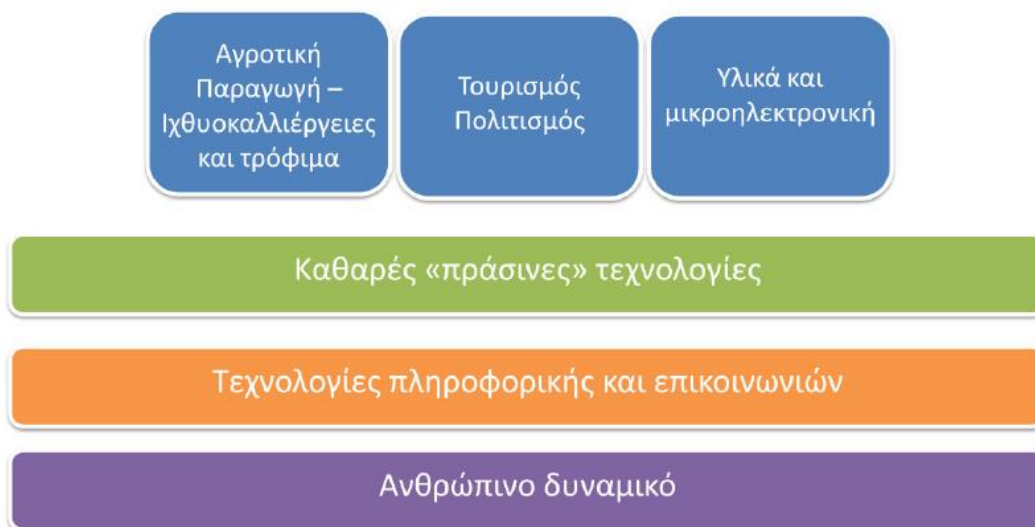 Αγροτική
Παραγωγή –
Ιχθυοκαλλιέργειες
και τρόφιμα
Τουρισμός
Πολιτισμός
Υλικά και
μικροηλεκτρονική
Καθαρές «πράσινες» τεχνολογίες
Τεχνολογίες πληροφορικής και επικοινωνιών
Ανθρώπινο δυναμικό